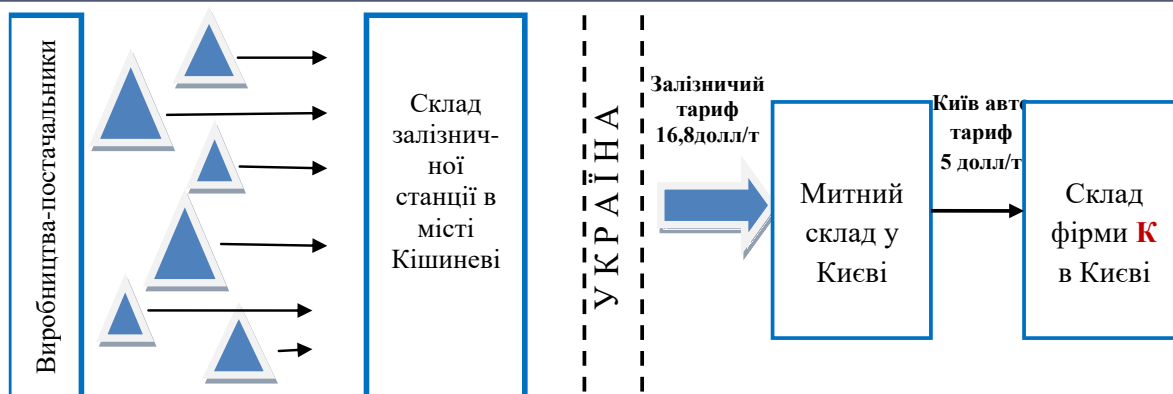 Виробництва-постачальники
Склад
залізнич-
ної
станції в
місті
Кішиневі
УКРАЇНА
Залізничий
тариф
16,8долл/т
Митний
склад у
Києві
Київ авто
тариф
5 долл/т
Склад
фірми К
в Києві